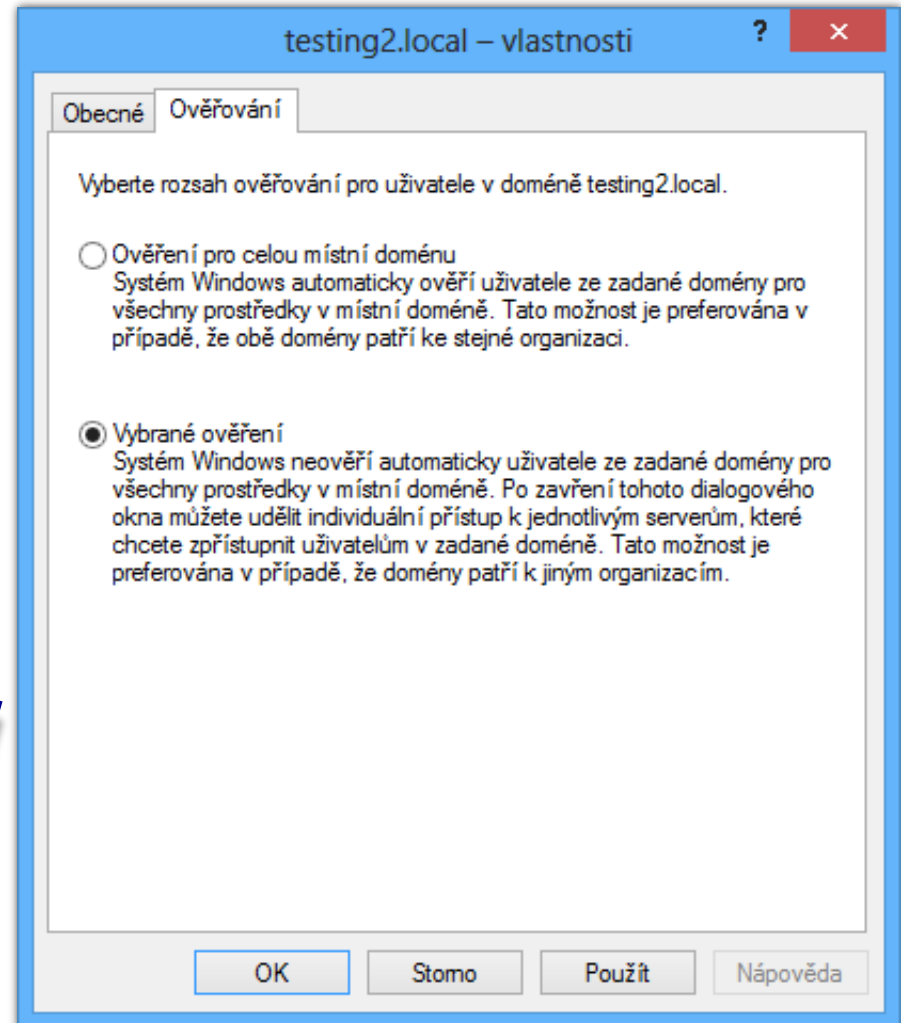 testing2.local – vlastnosti
?
Obecné
Ověřování
Vyberte rozsah ověřování pro uživatele v doméně testing2.local.
Ověření pro celou místní doménu
Systém Windows automaticky ověří uživatele ze zadané domény pro
všechny prostředky v místní doméně. Tato možnost je preferována v
případě, že obě domény patří ke stejné organizaci.
Vybrané ověření
Systém Windows neověří automaticky uživatele ze zadané domény pro
všechny prostředky v místní doméně. Po zavření tohoto dialogového
okna můžete udělit individuální přístup k jednotlivým serverům, které
chcete zpřístupnit uživatelům v zadané doméně. Tato možnost je
preferována v případě, že domény patří k jiným organizacím.
OK
Storno
Použít
Nápověda